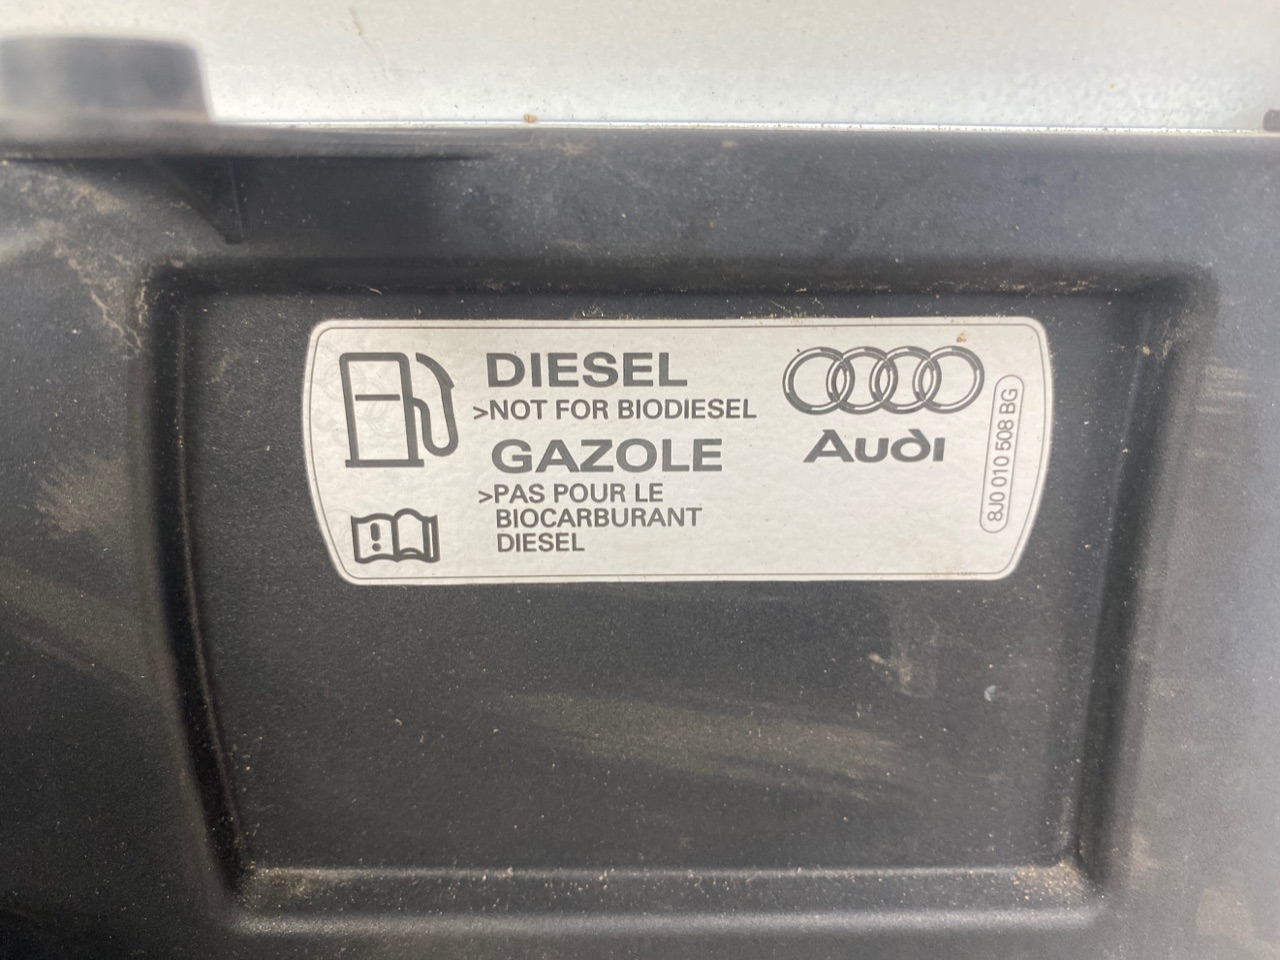 DIESEL
>NOT FOR BIODIESEL
GAZOLE
>PAS POUR LE
BIOCARBURANT
DIESEL
Audi
8J0 010 508 BG